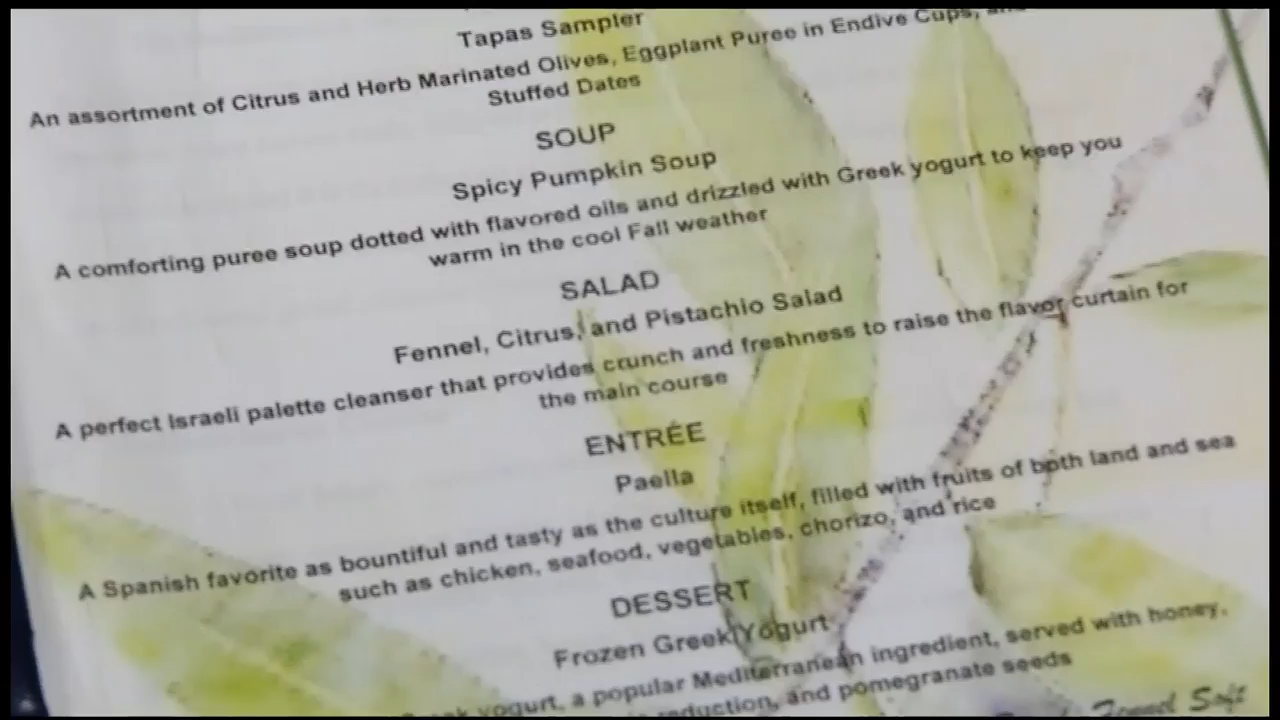 Tapas Sampler
An assortment of Citrus and Herb Marinated Olives, Eggplant Puree in Endive Cups,
Stuffed Dates
SOUP
Spicy Pumpkin Soup
A comforting puree soup dotted with flavored oils and drizzled with Greek yogurt to keep you
warm in the cool Fall weather
SALAD
Fennel, Citrus, and Pistachio Salad
A perfect Israeli palette cleanser that provides crunch and freshness to raise the flavor curtain for
the main course
ENTRÉE
Paella
A Spanish favorite as bountiful and tasty as the culture itself, filled with fruits of both land and sea
such as chicken, seafood, vegetables, chorizo, and rice
DESSERT
Frozen Greek Yogurt
yogurt, a popular Mediterranean ingredient, served with honey,
reduction, and pomegranate seeds
Fennel Soft